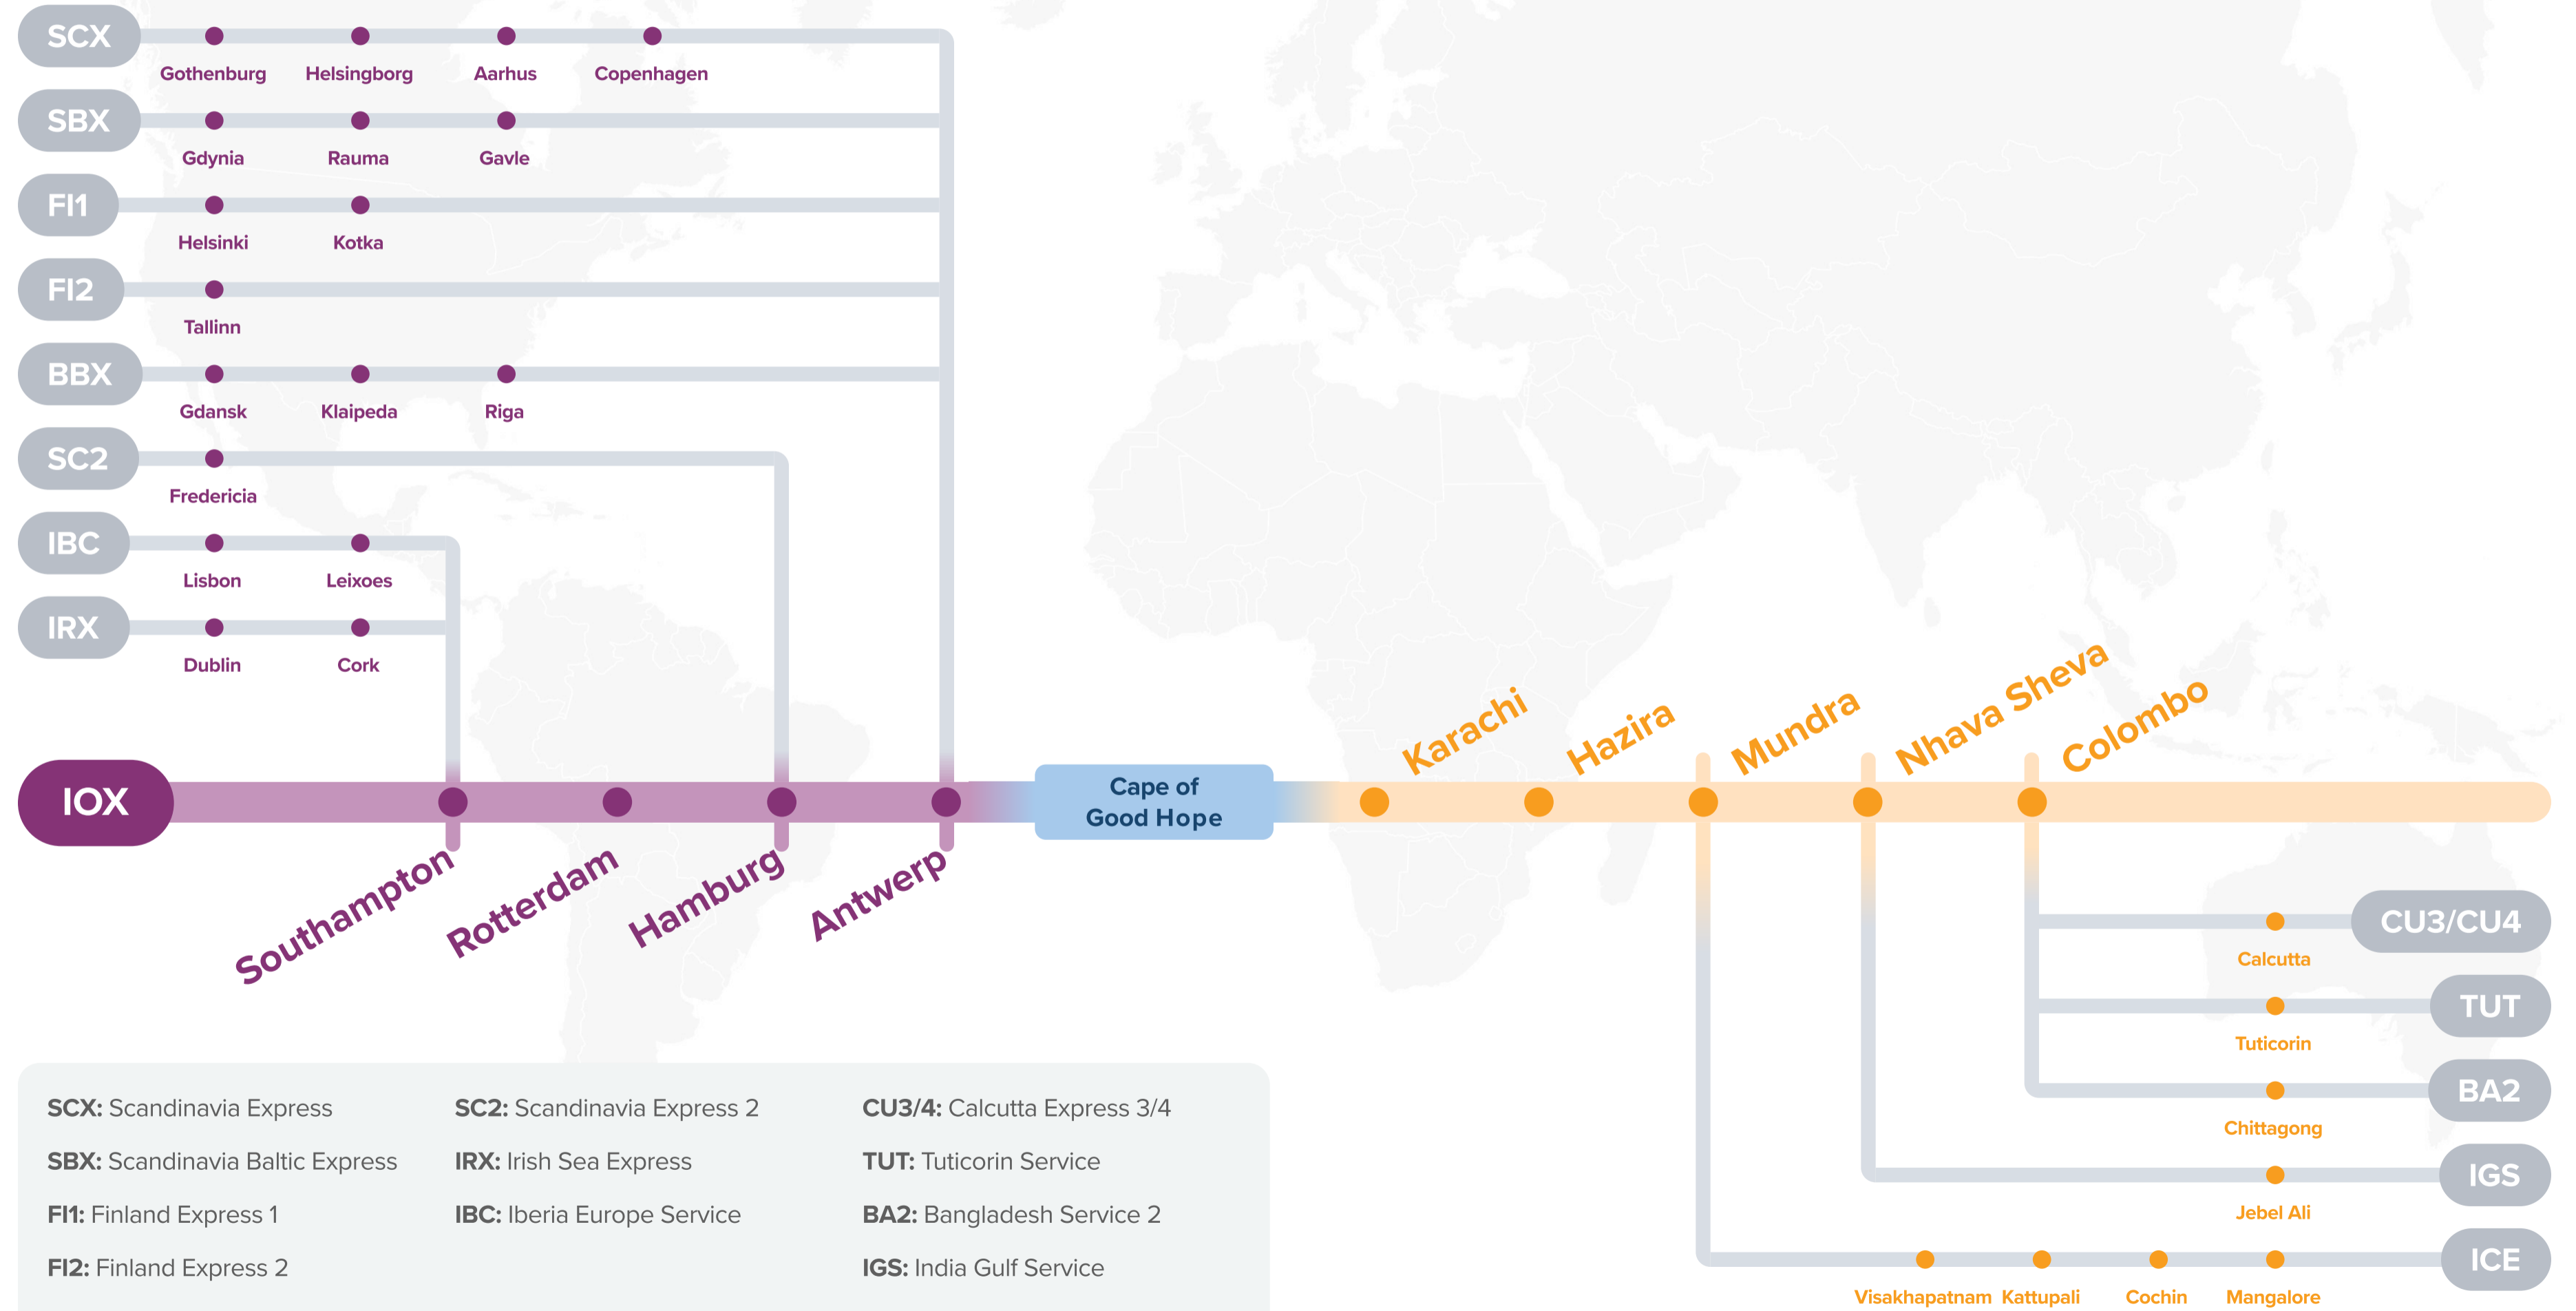 SCX
Gothenburg Helsingborg Aarhus Copenhagen
SBX
Gdynia Rauma Gavle
FI1
Helsinki Kotka
FI2
Tallinn
BBX
Gdansk Klaipeda Riga
SC2
Fredericia
IBC
Lisbon Leixoes
IRX
Dublin Cork
IOX
Southampton
Rotterdam
Hamburg
Antwerp
Cape of
Good Hope
Karachi
Hazira
Mundra
Nhava Sheva
Colombo
CU3/CU4
Calcutta
TUT
Tuticorin
BA2
Chittagong
IGS
Jebel Ali
ICE
Visakhapatnam Kattupali Cochin Mangalore
SCX: Scandinavia Express
SBX: Scandinavia Baltic Express
FI1: Finland Express 1
FI2: Finland Express 2
SC2: Scandinavia Express 2
IRX: Irish Sea Express
IBC: Iberia Europe Service
CU3/4: Calcutta Express 3/4
TUT: Tuticorin Service
BA2: Bangladesh Service 2
IGS: India Gulf Service